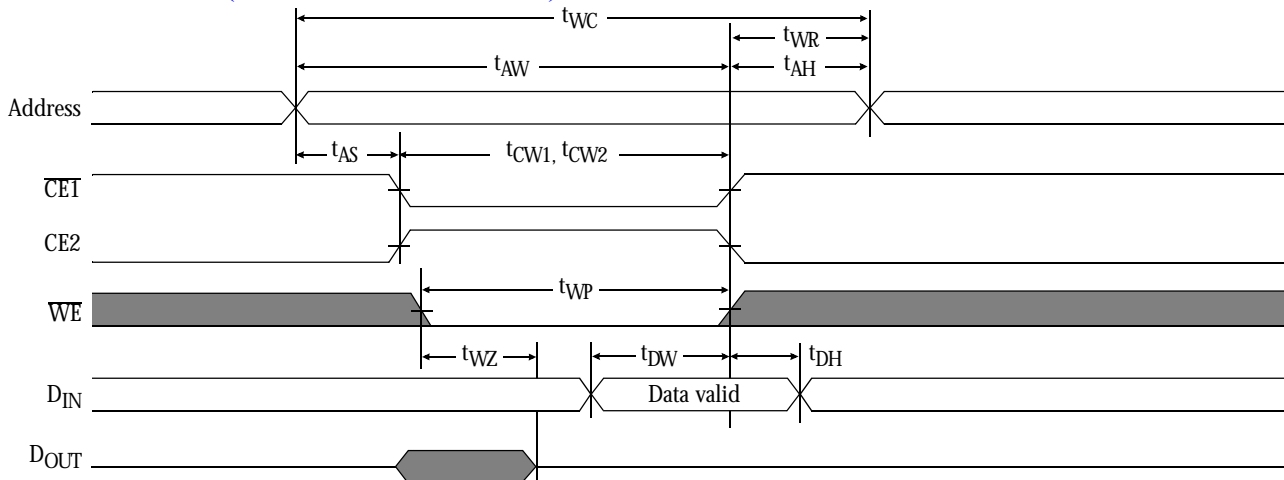 tWC
tWR
tAW
tAH
Address
tAS
tCW1, tCW2
CE1
CE2
tWP
WE
tWZ
tDW
tDH
DIN
Data valid
DOUT